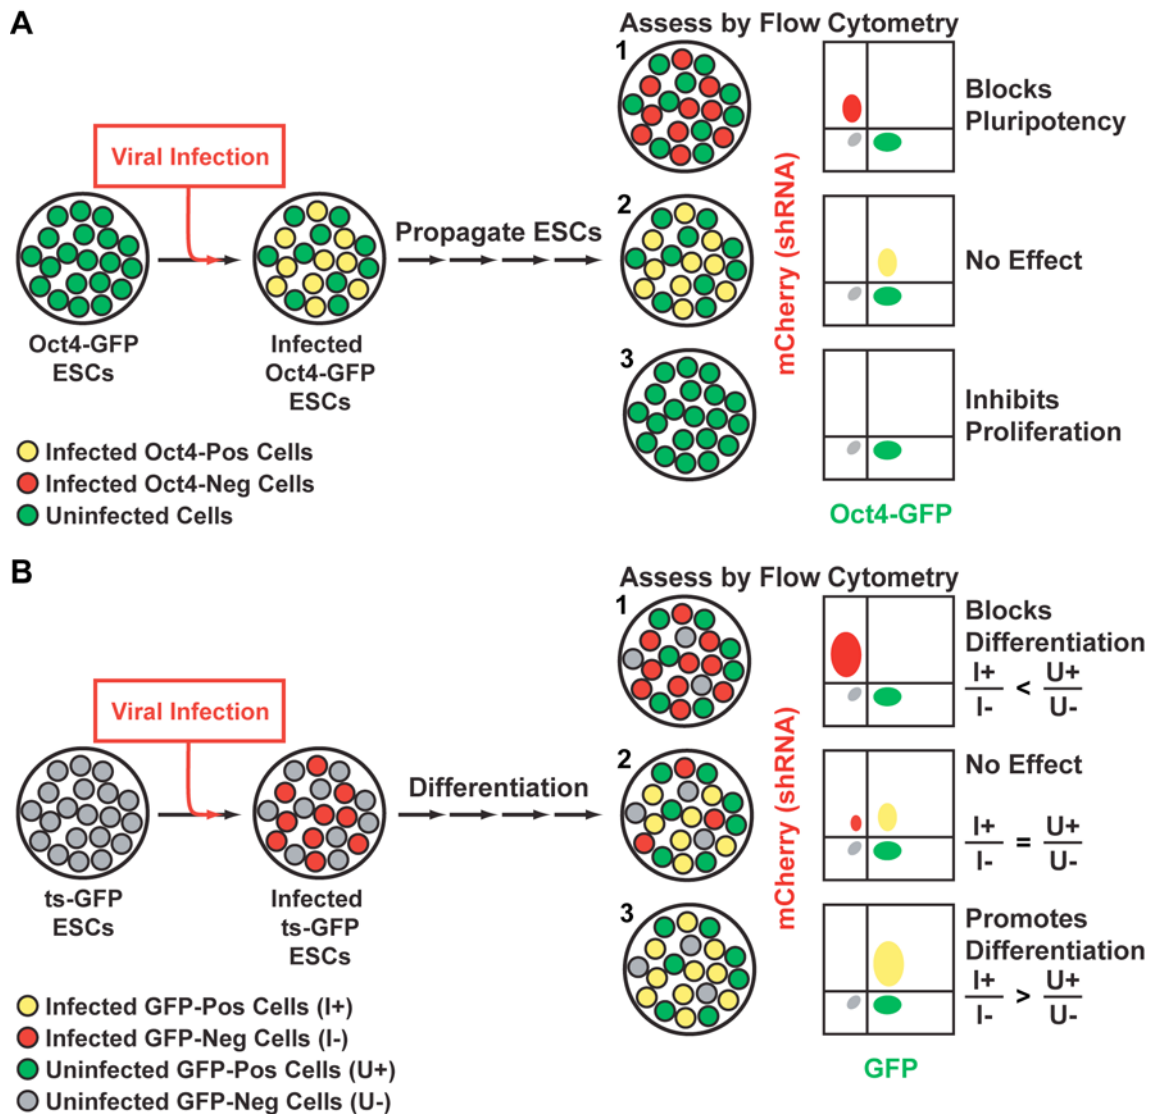 A
Assess by Flow Cytometry
Viral Infection
Oct4-GFP
ESCs
Infected
Oct4-GFP
ESCs
Propagate ESCs
1
2
3
mCherry (shRNA)
Blocks
Pluripotency
No Effect
Inhibits
Proliferation
Oct4-GFP
Infected Oct4-Pos Cells
Infected Oct4-Neg Cells
Uninfected Cells
B
Assess by Flow Cytometry
Viral Infection
ts-GFP
ESCs
Infected
ts-GFP
ESCs
Differentiation
1
2
3
mCherry (shRNA)
Blocks
Differentiation
I+ < U+
I- U-
No Effect
I+ = U+
I- U-
Promotes
Differentiation
I+ > U+
I- U-
GFP
Infected GFP-Pos Cells (I+)
Infected GFP-Neg Cells (I-)
Uninfected GFP-Pos Cells (U+)
Uninfected GFP-Neg Cells (U-)